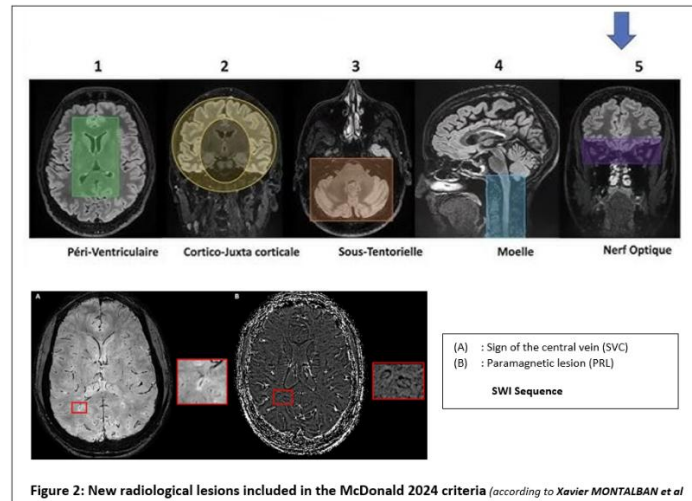 1 2 3 4 5
Péri-Ventriculaire Cortico-Juxta corticale Sous-Tentorielle Moelle Nerf Optique
A B
(A) : Sign of the central vein (SVC)
(B) : Paramagnetic lesion (PRL)
SWI Sequence
Figure 2: New radiological lesions included in the McDonald 2024 criteria (according to Xavier MONTALBAN et al